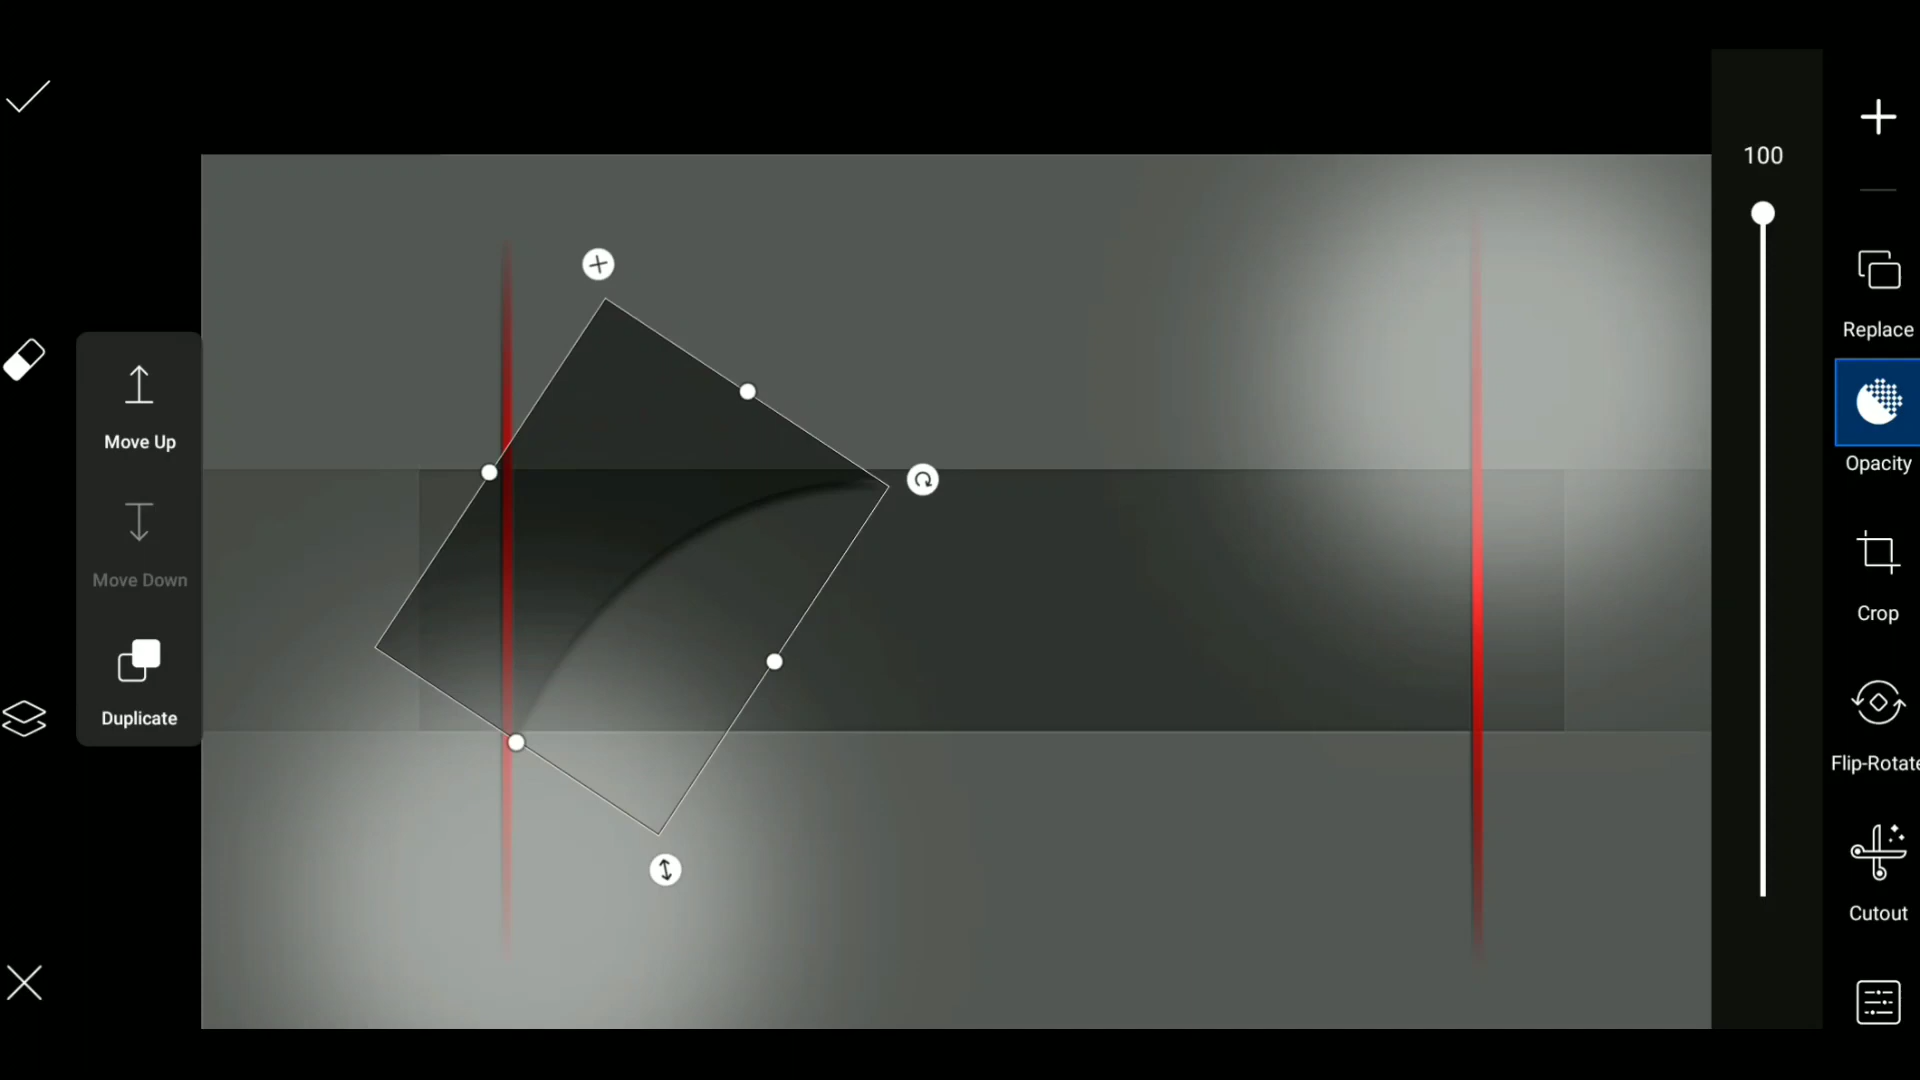 100
Replace
Move Up
Opacity
Move Down
Crop
Duplicate
Flip-Rotate
Cutout